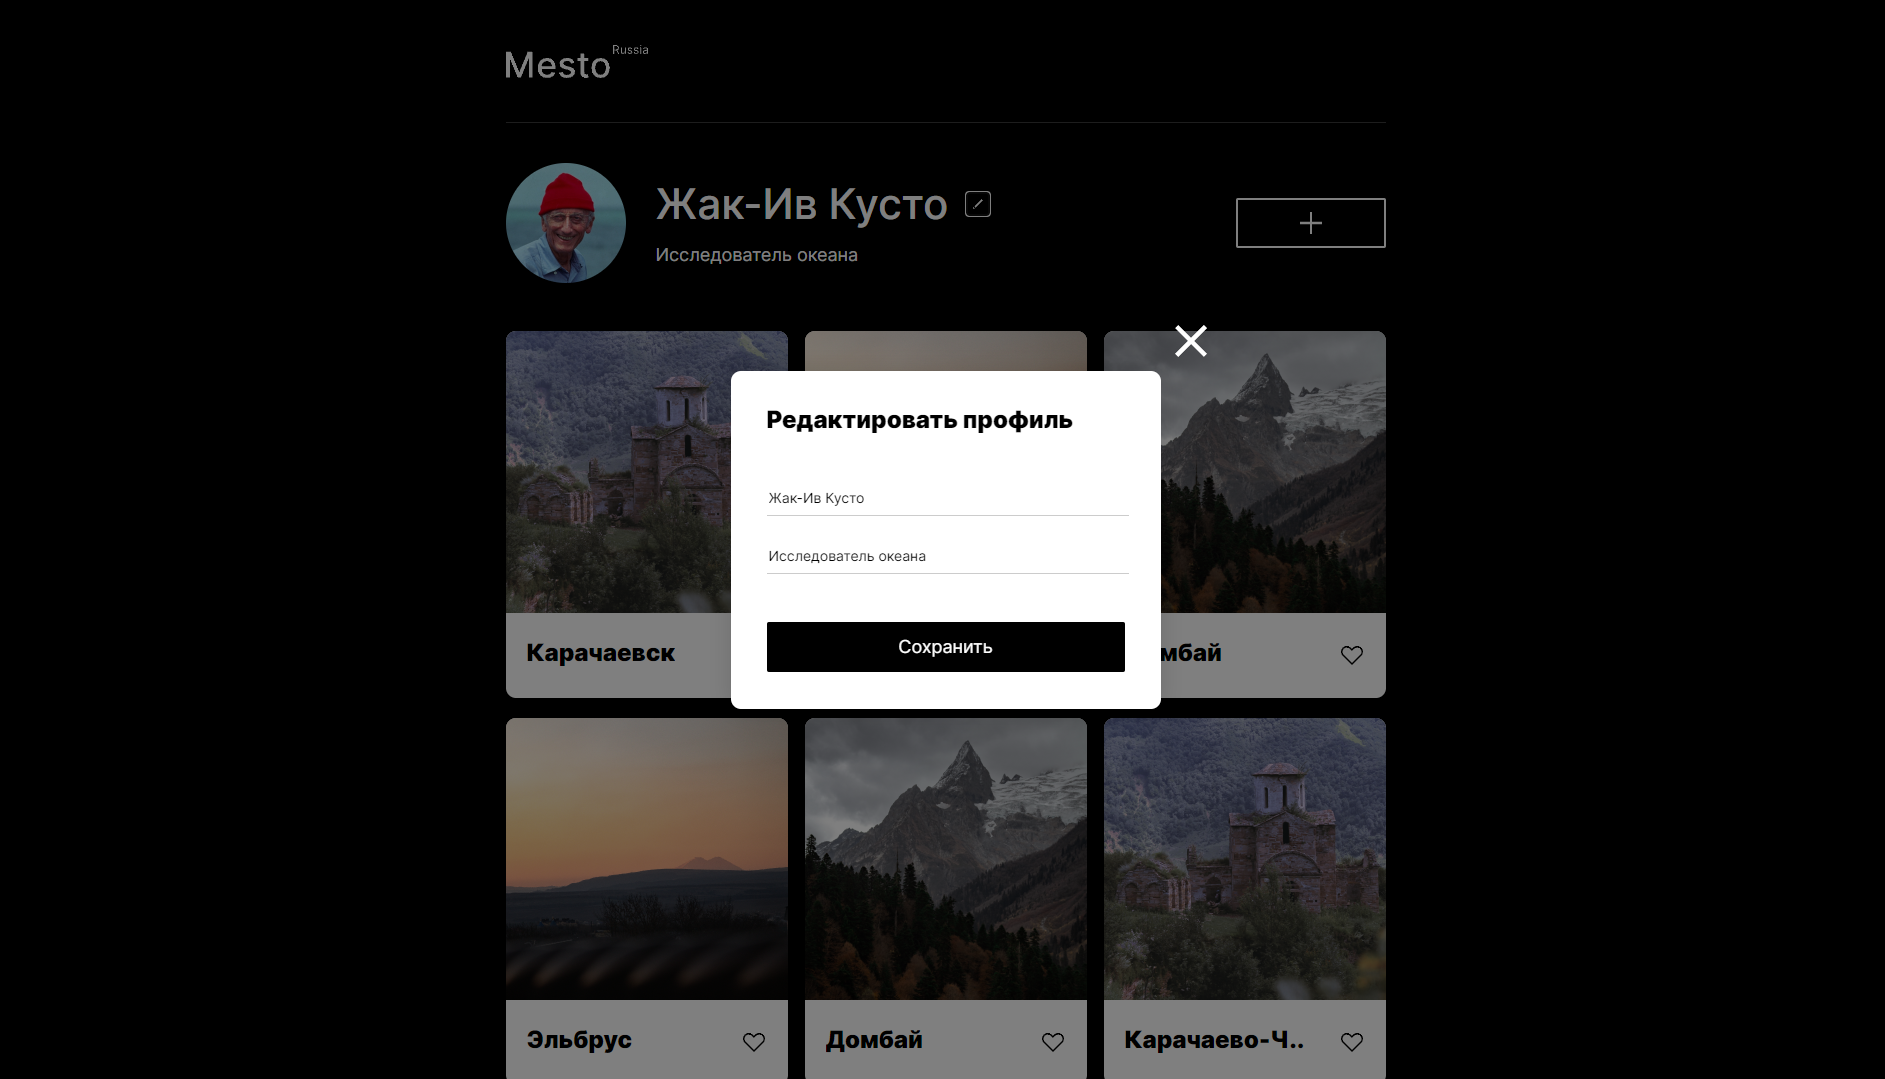 Mesto Russia
Жак-Ив Кусто
Исследователь океана
Редактировать профиль
Жак-Ив Кусто
Исследователь океана
Сохранить
Карачаевск
мбай
Эльбрус
Домбай
Карачаево-Ч..